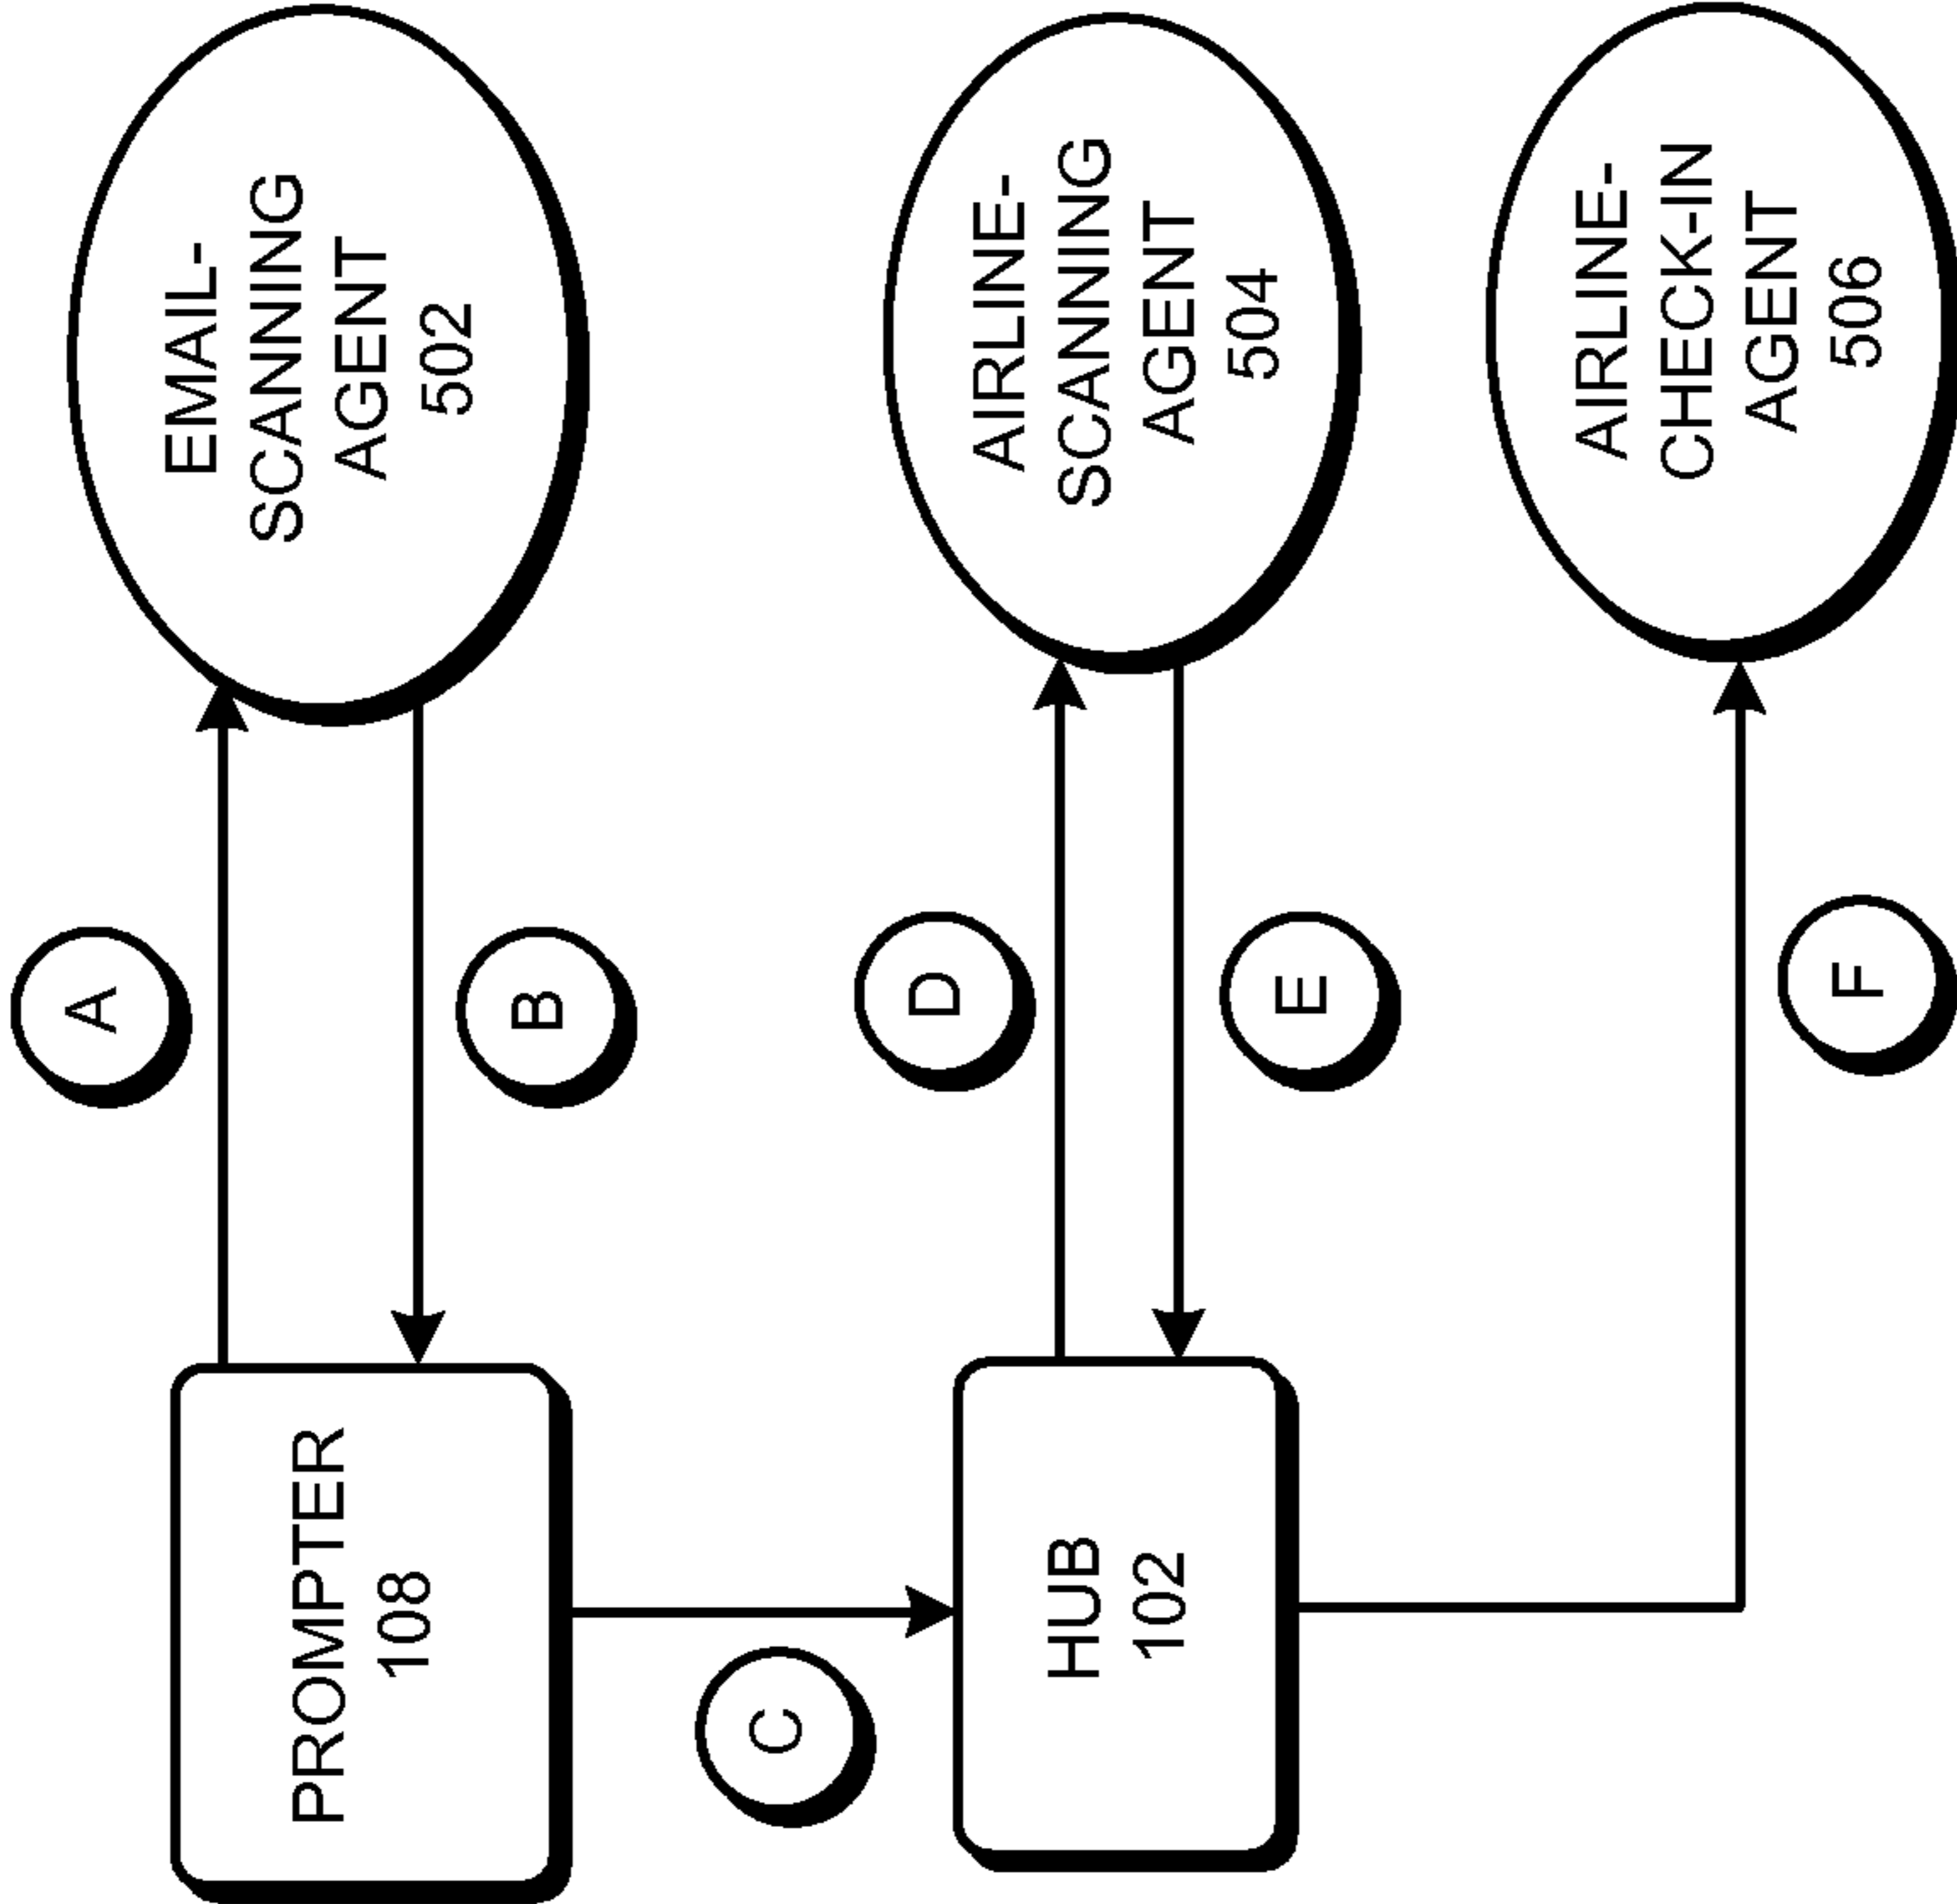 EMAIL-
SCANNING
AGENT
502
AIRLINE-
SCANNING
AGENT
504
AIRLINE-
CHECK-IN
AGENT
506
A
B
D
E
F
PROMPTER
108
C
HUB
102